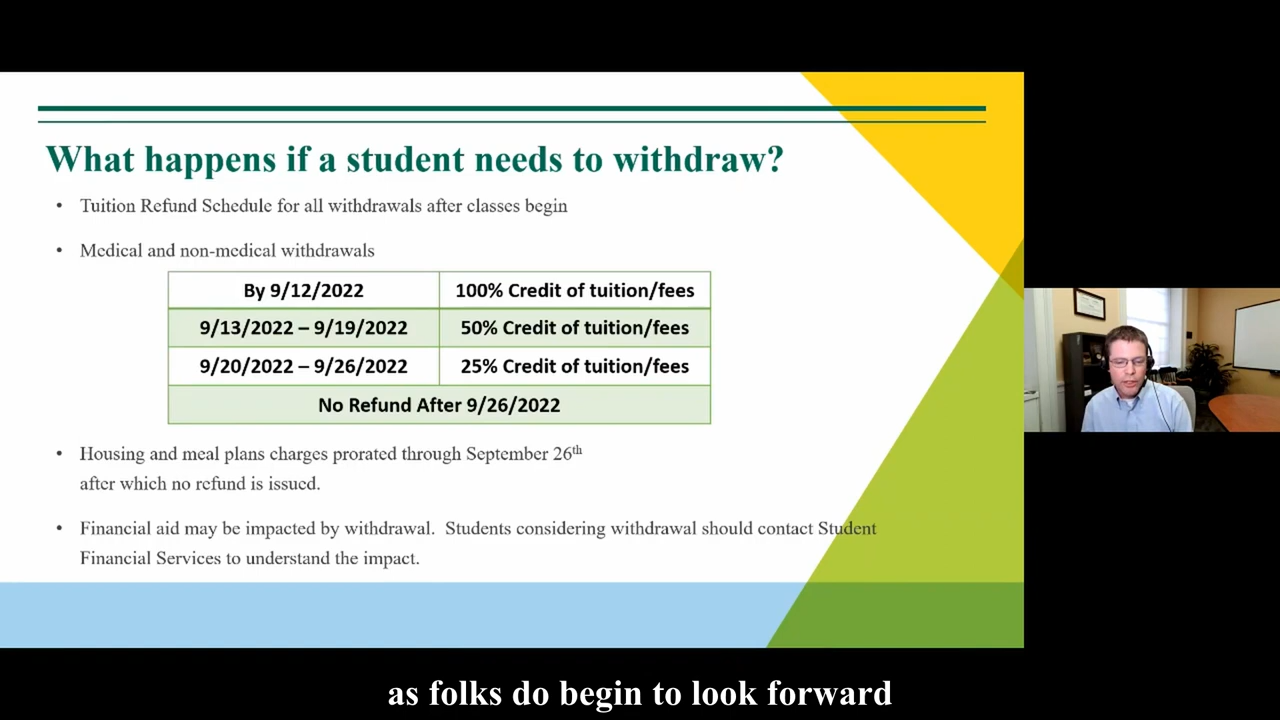 What happens if a student needs to withdraw?
• Tuition Refund Schedule for all withdrawals after classes begin
• Medical and non-medical withdrawals
By 9/12/2022 100% Credit of tuition/fees
9/13/2022 – 9/19/2022 50% Credit of tuition/fees
9/20/2022 – 9/26/2022 25% Credit of tuition/fees
No Refund After 9/26/2022
• Housing and meal plans charges prorated through September 26th
after which no refund is issued.
• Financial aid may be impacted by withdrawal.  Students considering withdrawal should contact Student
Financial Services to understand the impact.
as folks do begin to look forward